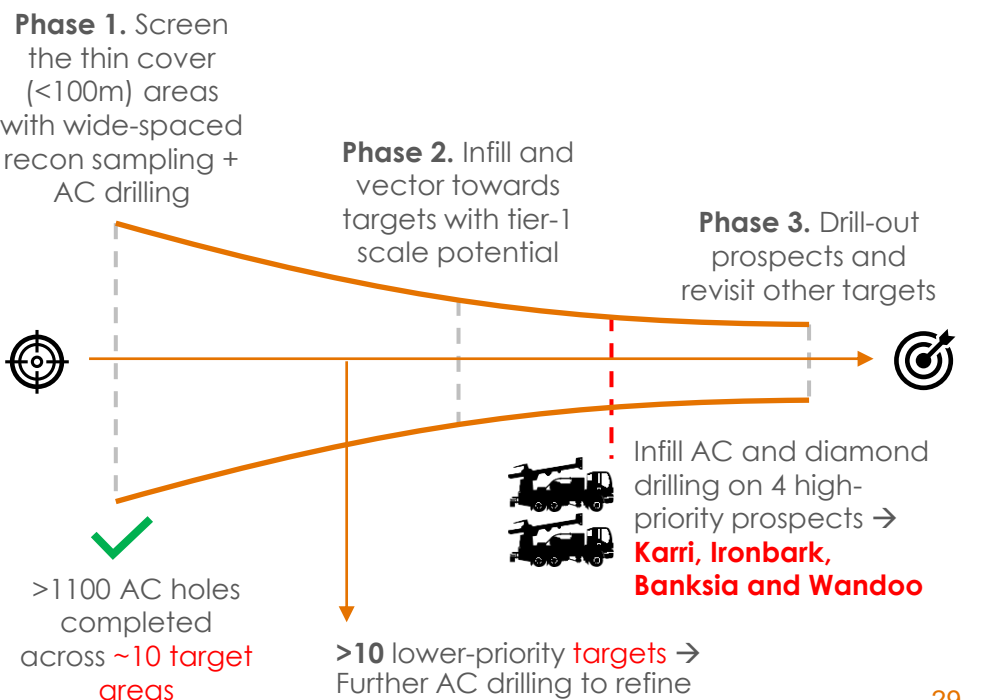 Phase 1. Screen
the thin cover
(<100m) areas
with wide-spaced
recon sampling +
AC drilling
Phase 2. Infill and
vector towards
targets with tier-1
scale potential
Phase 3. Drill-out
prospects and
revisit other targets
Infill AC and diamond
drilling on 4 high-
priority prospects →
Karri, Ironbark,
Banksia and Wandoo
>1100 AC holes
completed
across ~10 target
areas
>10 lower-priority targets →
Further AC drilling to refine
29